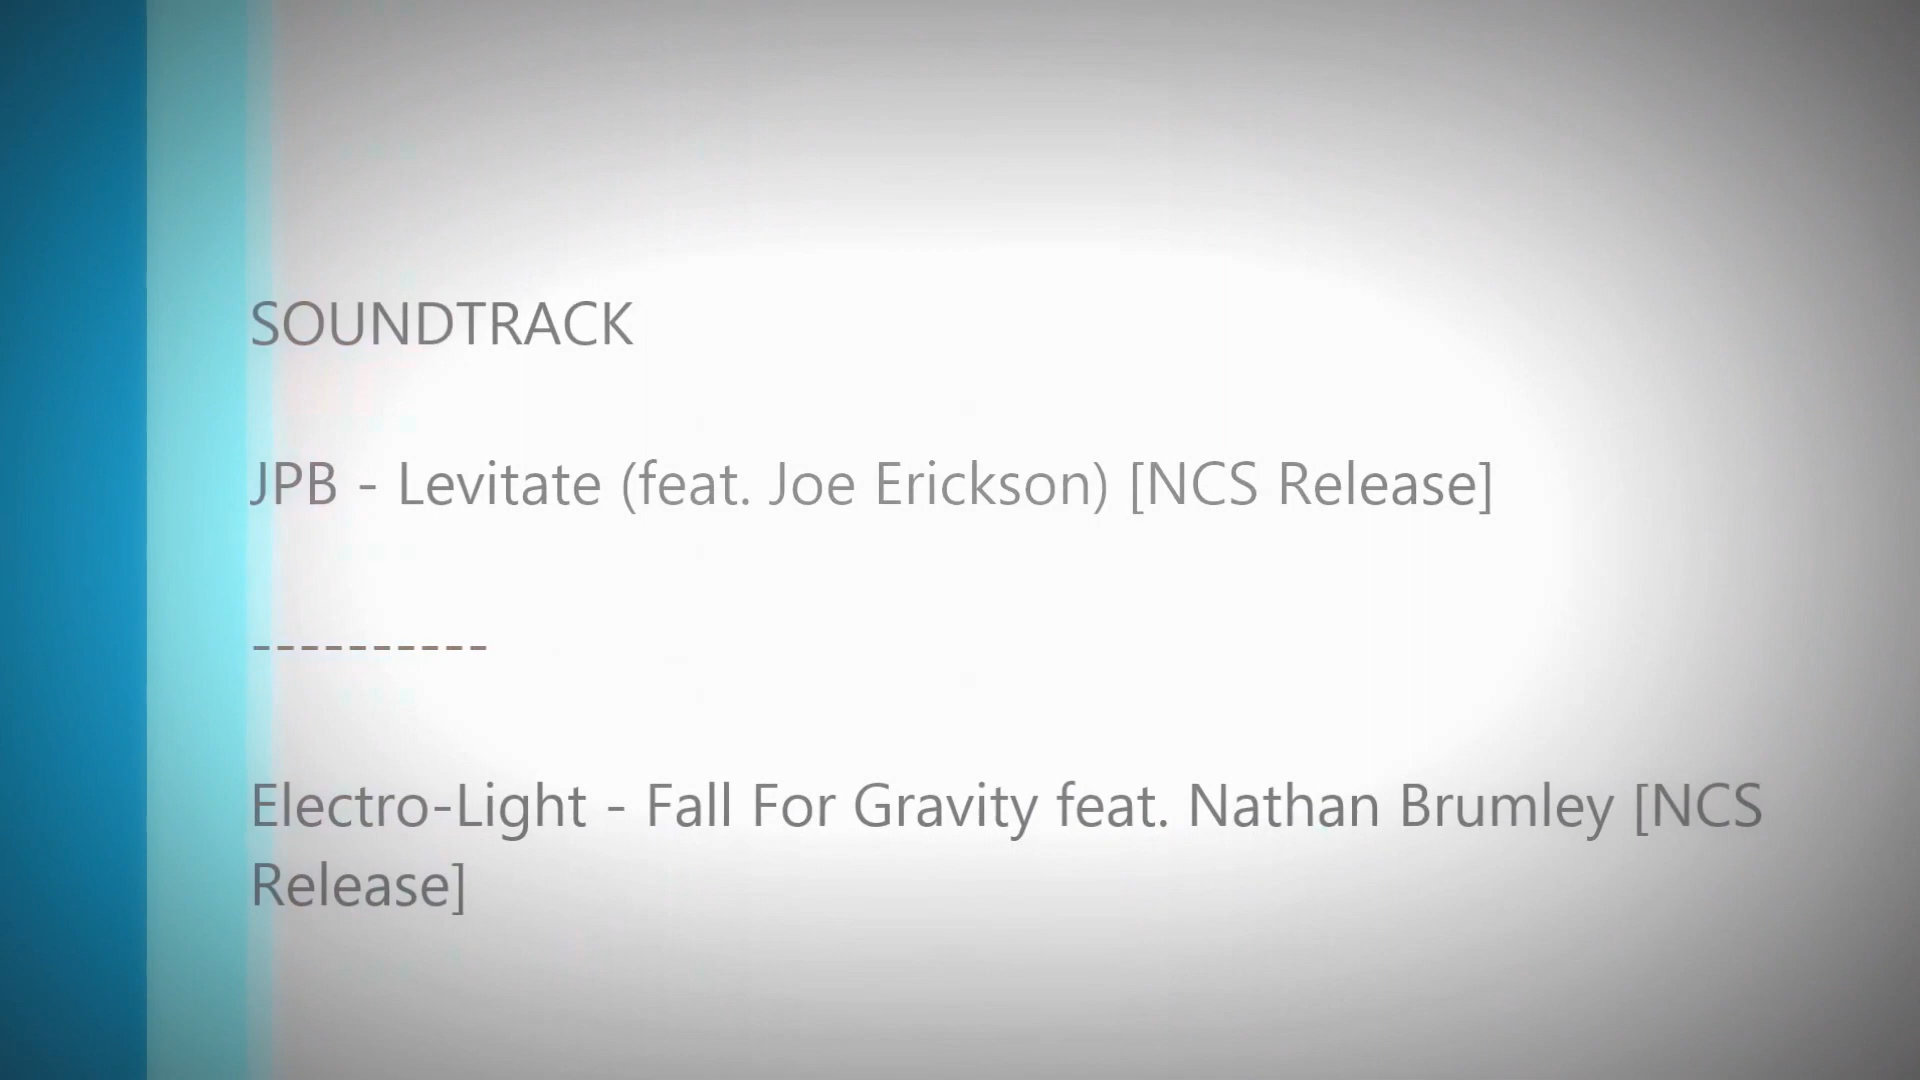 SOUNDTRACK
JPB - Levitate (feat. Joe Erickson) [NCS Release]
----------
Electro-Light - Fall For Gravity feat. Nathan Brumley [NCS
Release]